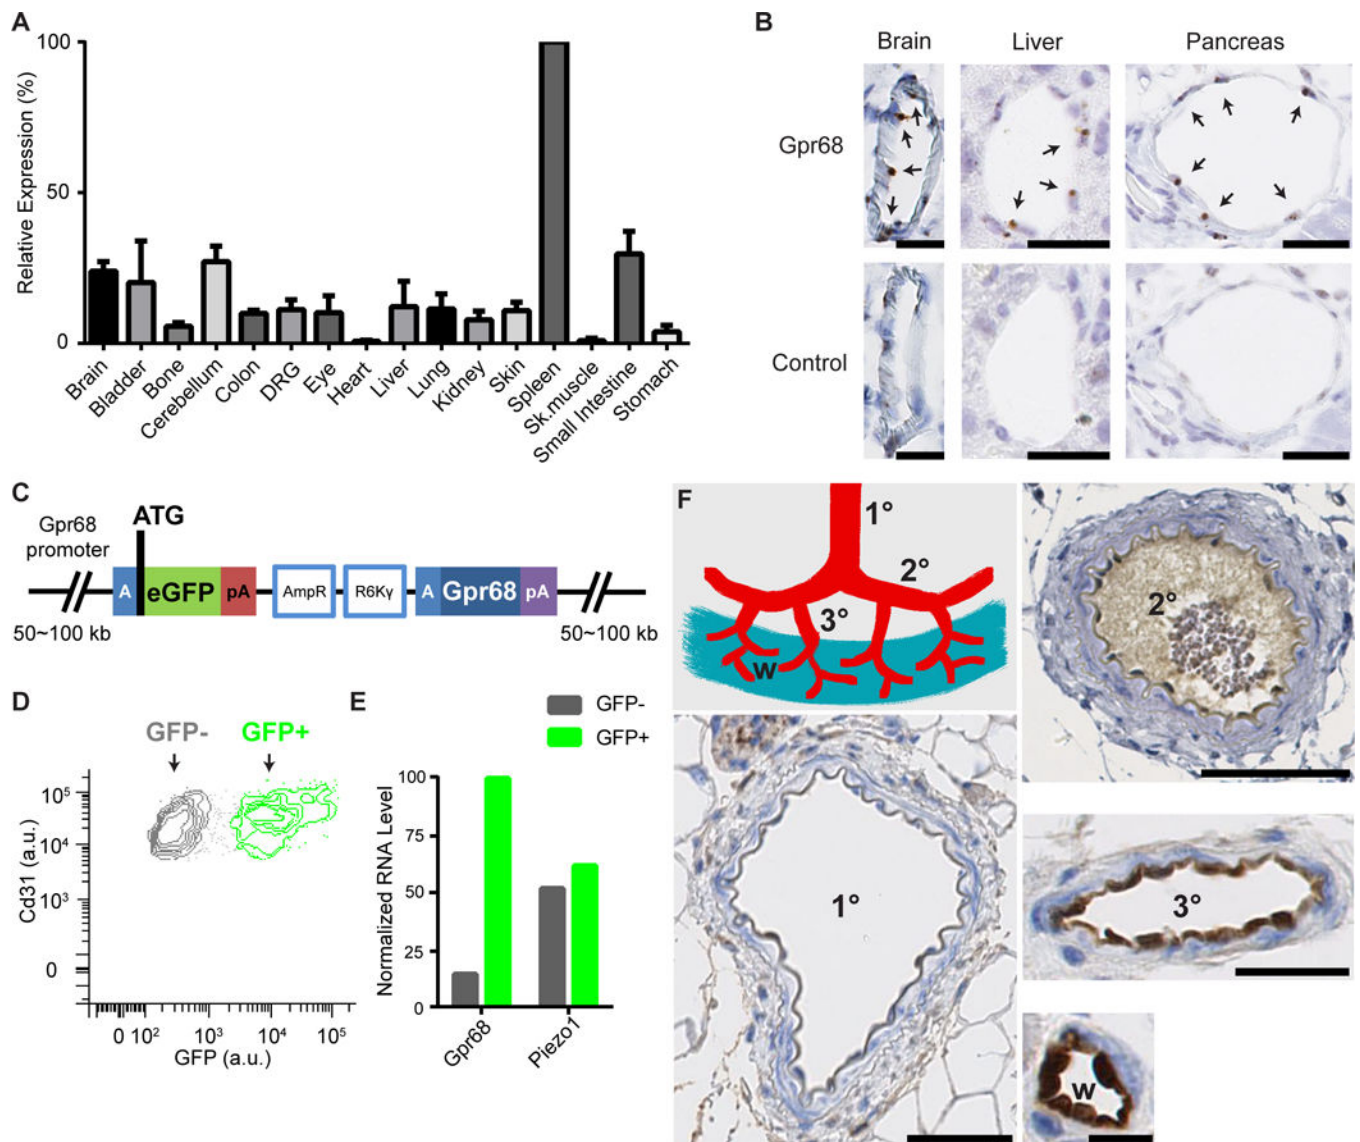 A
Relative Expression (%)
100
50
0
Brain
Bladder
Bone
Cerebellum
Colon
DRG
Eye
Heart
Liver
Lung
Kidney
Skin
Spleen
Sk.muscle
Small Intestine
Stomach
B
Brain Liver Pancreas
Gpr68
Control
C
Gpr68
promoter
ATG
A eGFP pA AmpR R6Kγ A Gpr68 pA
50~100 kb 50~100 kb
D
GFP- GFP+
Cd31 (a.u.)
10⁵
10⁴
10³
0
0 10² 10³ 10⁴ 10⁵
GFP (a.u.)
E
GFP-
GFP+
Normalized RNA Level
100
75
50
25
0
Gpr68
Piezo1
F
1°
2°
3°
W
2°
1°
3°
W